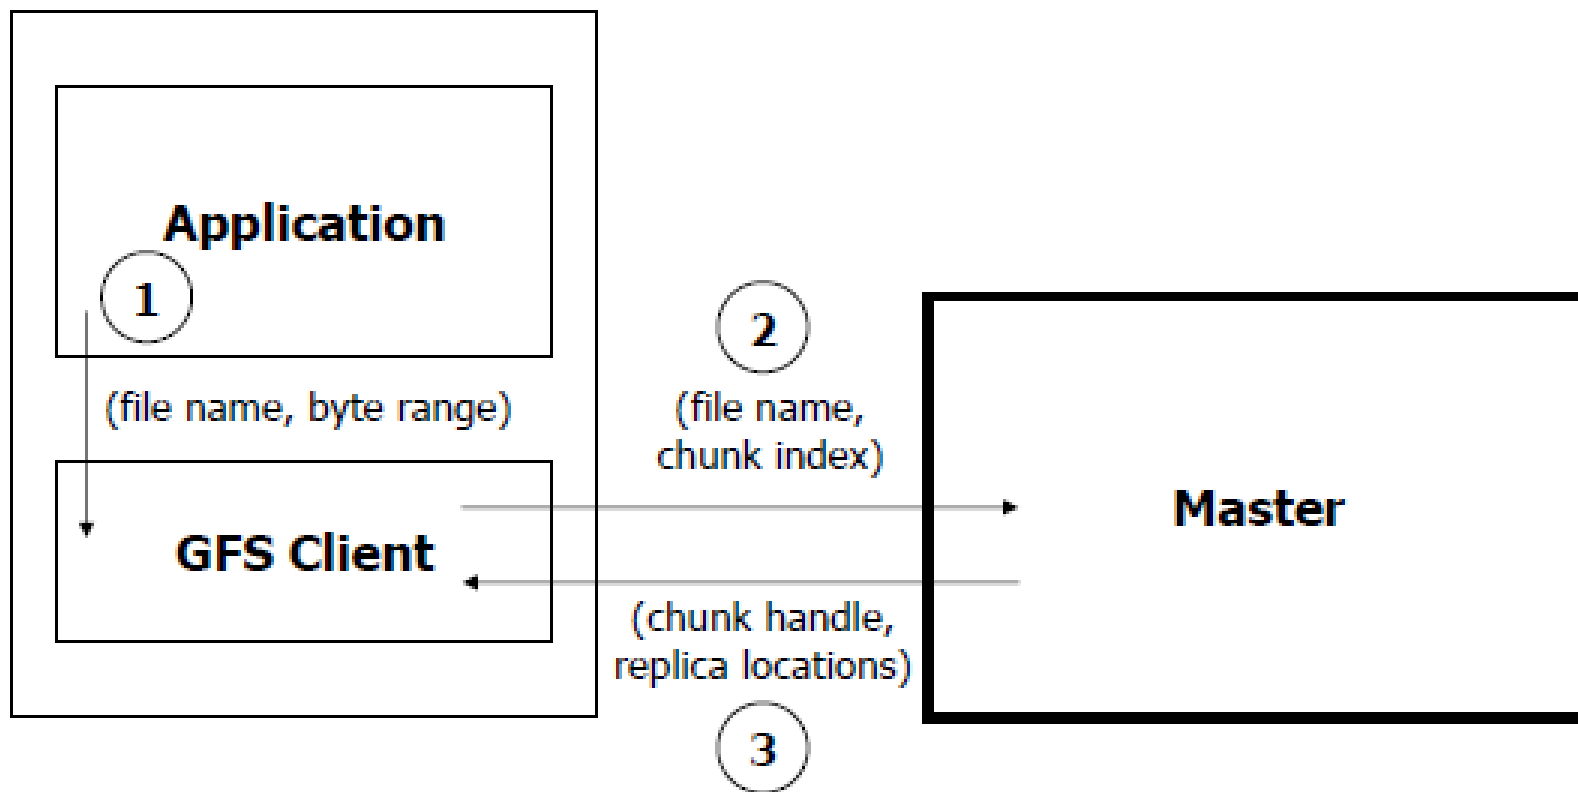 Application
1
(file name, byte range)
GFS Client
2
(file name,
chunk index)
Master
(chunk handle,
replica locations)
3